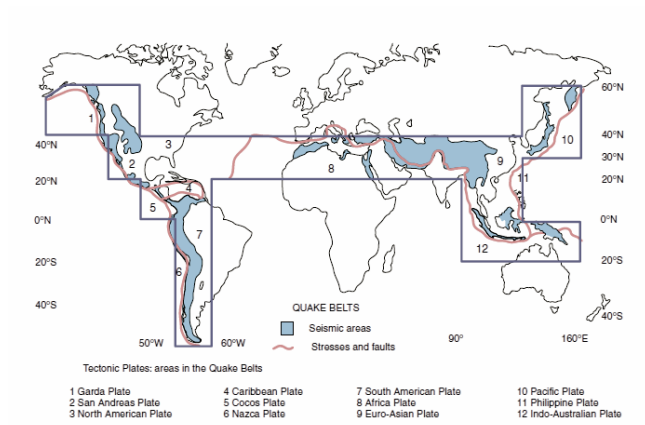 60°N
1
10
3
40°N
40°N
9
30°N
2
8
20°N
11
20°N
4
5
0°N
0°N
7
12
20°S
6
20°S
40°S
QUAKE BELTS
40°S
Seismic areas
50°W 60°W 90° 160°E
Stresses and faults
Tectonic Plates: areas in the Quake Belts
1 Garda Plate 4 Caribbean Plate 7 South American Plate 10 Pacific Plate
2 San Andreas Plate 5 Cocos Plate 8 Africa Plate 11 Philippine Plate
3 North American Plate 6 Nazca Plate 9 Euro-Asian Plate 12 Indo-Australian Plate